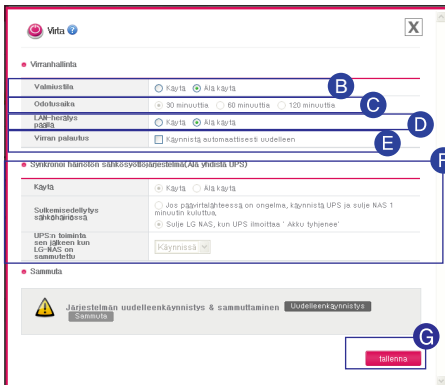 Virta ?
X
Virranhallinta
Valmiustila Käytä Älä käytä B
Odotusaika 30 minuuttia 60 minuuttia 120 minuuttia C
LAN-herätys päällä Käytä Älä käytä D
Virran palautus Käynnistä automaattisesti uudelleen E
F
Synkronoi häiriötön sähkösyöttöjärjestelmä(Älä yhdistä UPS)
Käytä Käytä Älä käytä
Sulkemisedellytys sähköhäiriössä
Jos päävirtalähteessä on ongelma, käynnistä UPS ja sulje NAS 1 minuutin kuluttua,
Sulje LG NAS, kun UPS ilmoittaa ' Akku tyhjenee'
UPS:n toiminta sen jälkeen kun LG-NAS on sammutettu
Käynnissä
Sammuta
Järjestelmän uudelleenkäynnistys & sammuttaminen Uudelleenkäynnistys
Sammuta
G
tallenna